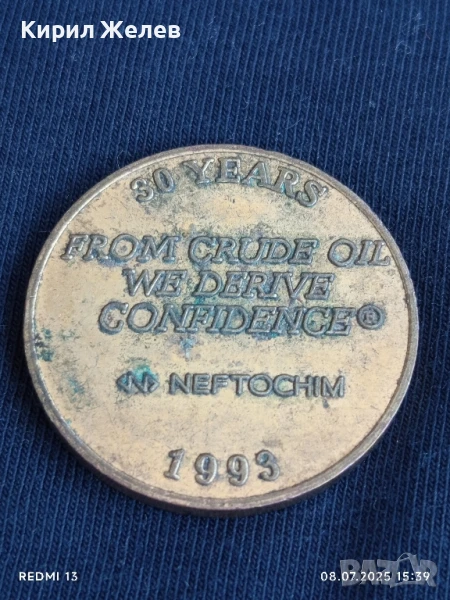 Кирил Желев
30 YEARS
FROM CRUDE OIL
WE DERIVE
CONFIDENCE®
<N> NEFTOCHIM
1993
REDMI 13
08.07.2025 15:39
BAZAR